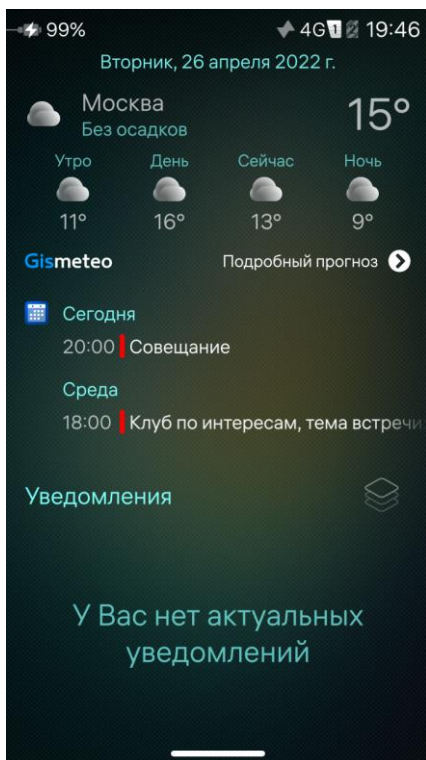 99% 4G 1 19:46
Вторник, 26 апреля 2022 г.
Москва 15°
Без осадков
Утро День Сейчас Ночь
11° 16° 13° 9°
Gismeteo Подробный прогноз
Сегодня
20:00 Совещание
Среда
18:00 Клуб по интересам, тема встречи
Уведомления
У Вас нет актуальных
уведомлений